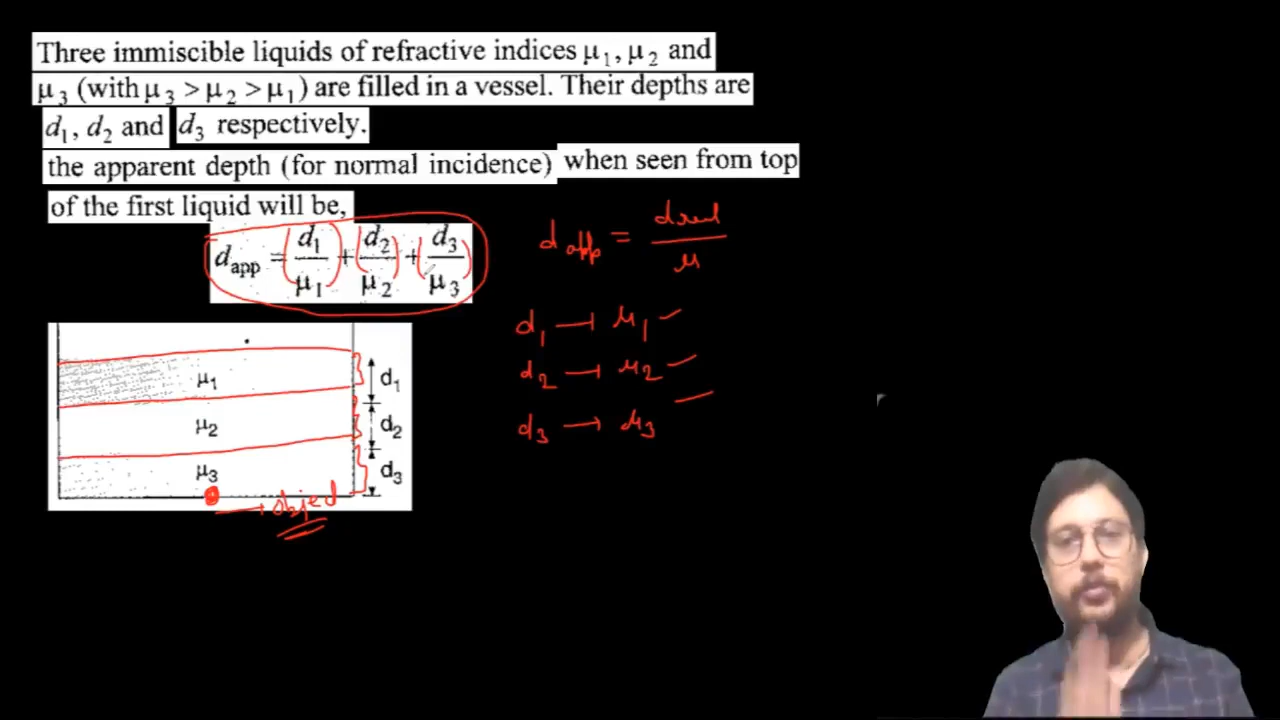 Three immiscible liquids of refractive indices μ₁, μ₂ and
μ₃ (with μ₃ > μ₂ > μ₁) are filled in a vessel. Their depths are
d₁, d₂ and d₃ respectively.
the apparent depth (for normal incidence) when seen from top
of the first liquid will be,
d_app = (d₁/μ₁) + (d₂/μ₂) + (d₃/μ₃)
d_app = d_real/μ
d₁ → μ₁
d₂ → μ₂
d₃ → μ₃
μ₁ d₁
μ₂ d₂
μ₃ d₃
→ object